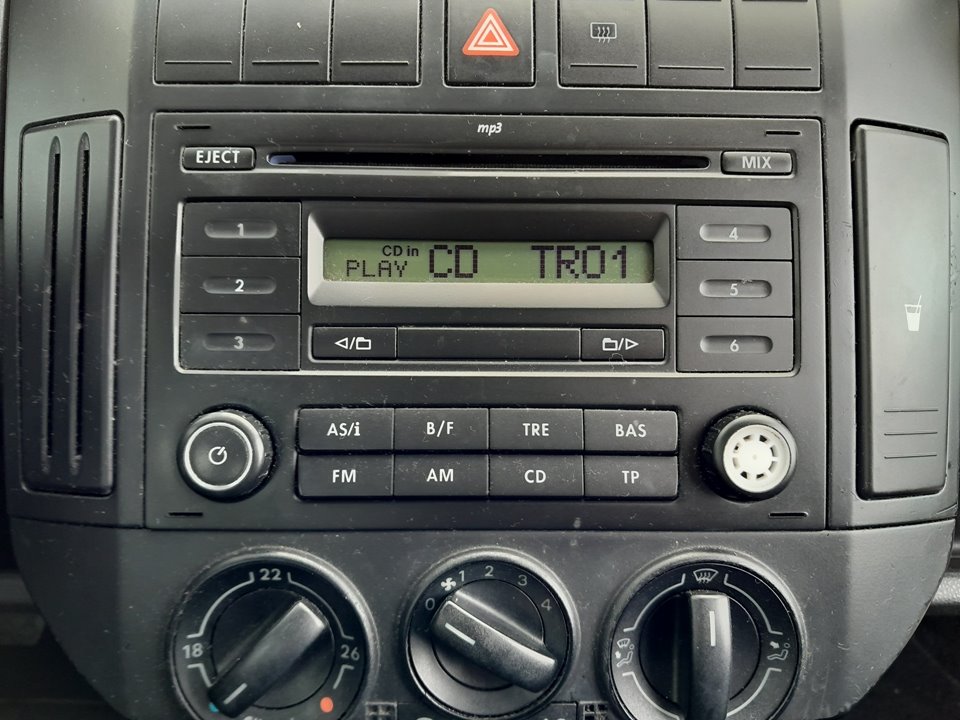 mp3
EJECT
MIX
1
2
3
CD in
PLAY CD TR01
4
5
6
AS/i B/F TRE BAS
FM AM CD TP
22
18 26
0 1 2 3 4